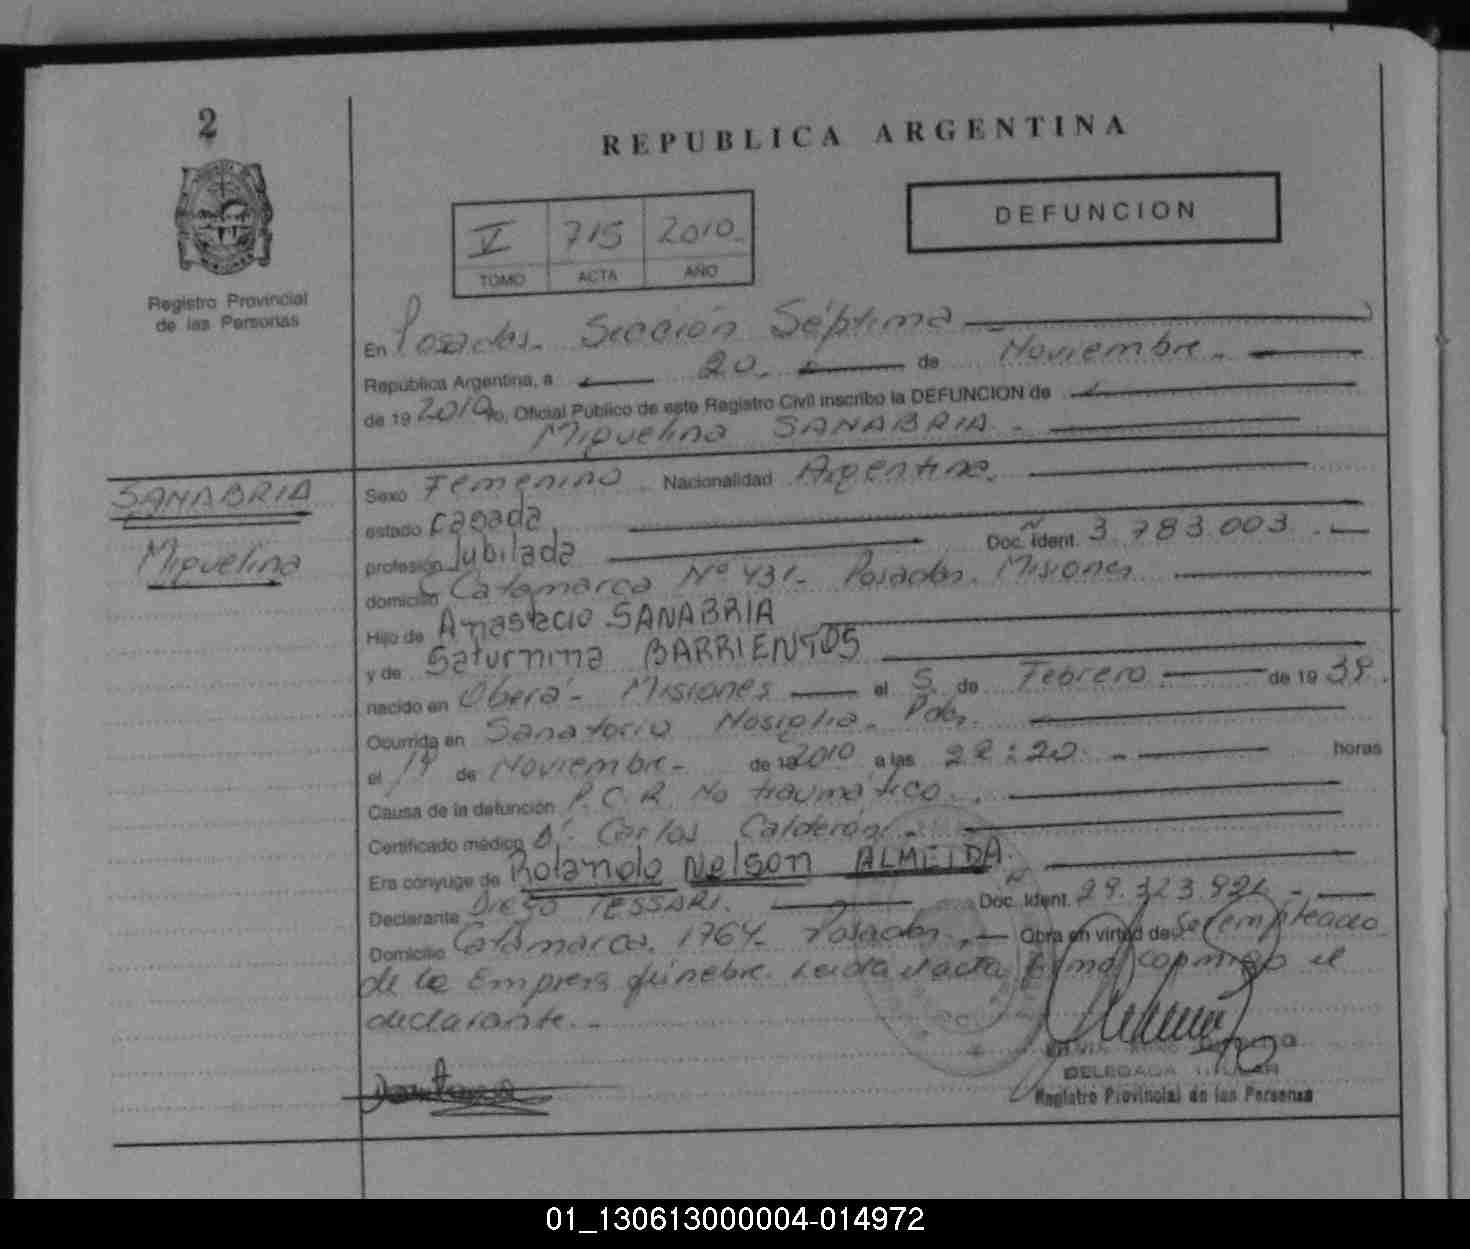 2
REPUBLICA ARGENTINA
Registro Provincial
de las Personas
V 715 2010.
TOMO ACTA AÑO
DEFUNCION
En Posadas. Sección Séptima
República Argentina, a 20. de Noviembre.
de 19 2010 yo, Oficial Público de este Registro Civil inscribo la DEFUNCION de
Miguelina SANABRIA.
SANABRIA
Miguelina
Sexo Femenino Nacionalidad Argentina.
estado casada
profesión Jubilada Doc. Ident. 3.783.003
domicilio Catamarca Nº 431- Posadas. Misiones
Hijo de Anastacio SANABRIA
y de Saturnina BARRIENTOS
nacido en Oberá - Misiones el 5 de Febrero de 19 39.
Ocurrida en Sanatorio Nosiglia. Pdas.
el de Noviembre - de 19 2010 a las 22:20 horas
Causa de la defunción P.C.R. No traumático.
Certificado médico Dr. Carlos Calderón.
Era cónyuge de Rolando Nelson ALMEIDA.
Declarante Diego TESSARI. Doc. Ident. 29.323.
Domicilio Catamarca. 1764- Posadas. Obra en virtud de Ser empleado
de la Empresa fúnebre. Leída el acta firma conmigo el
declarante. -
DELEGADA TITULAR
Registro Provincial de las Personas
01_130613000004-014972